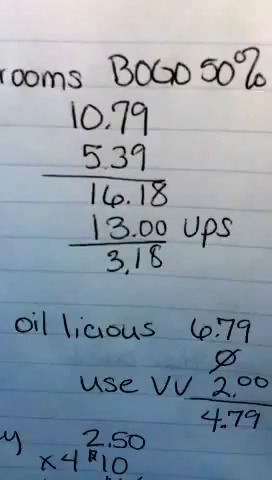 rooms BOGO 50%
10.79
5.39
16.18
13.00 ups
3.18
oil licious 6.79
Ø
use VV 2.00
4.79
y 2.50
x4 $10